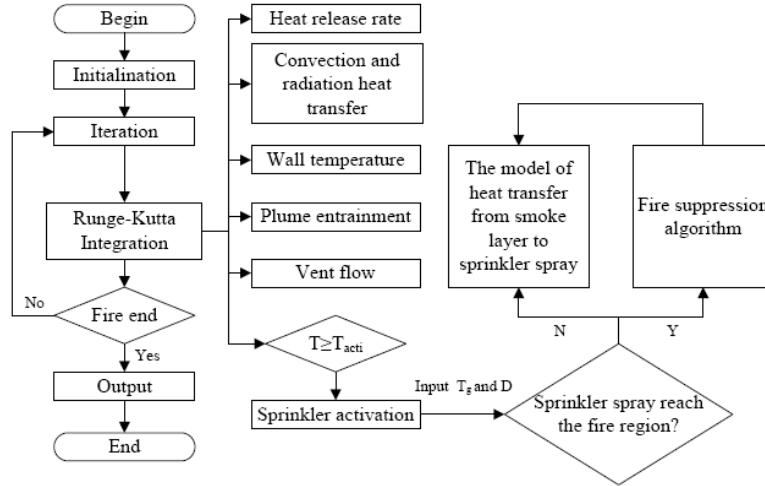 Begin
Initialination
Iteration
Runge-Kutta
Integration
No
Fire end
Yes
Output
End
Heat release rate
Convection and
radiation heat
transfer
Wall temperature
Plume entrainment
Vent flow
T≥Tacti
Sprinkler activation
Input Tg and D
Sprinkler spray reach
the fire region?
N
Y
The model of
heat transfer
from smoke
layer to
sprinkler spray
Fire suppression
algorithm